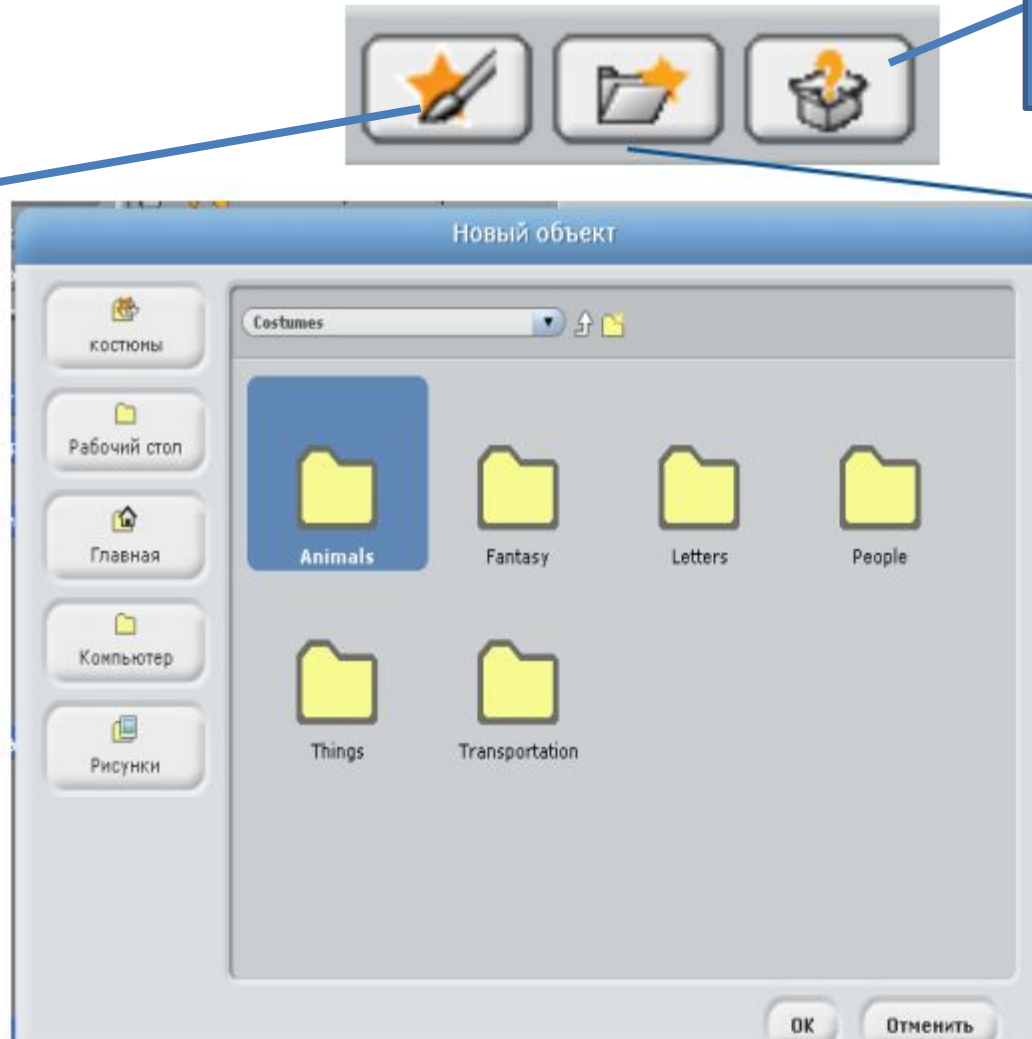 Новый объект
костюмы
Costumes
Рабочий стол
Главная
Компьютер
Рисунки
Animals
Fantasy
Letters
People
Things
Transportation
OK
Отменить